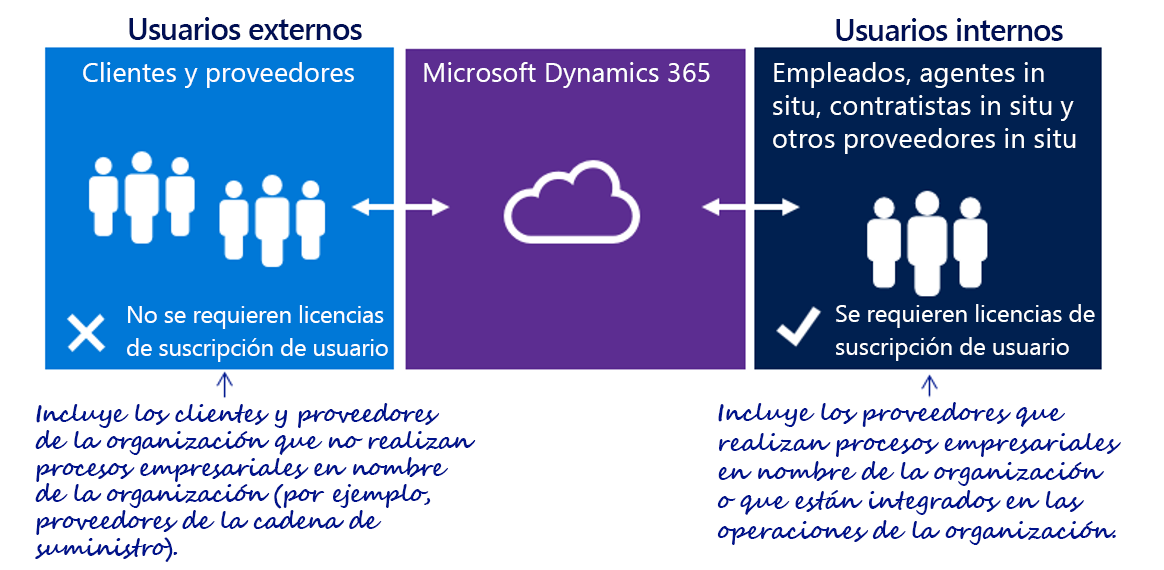 Usuarios externos
Clientes y proveedores
No se requieren licencias
de suscripción de usuario
Incluye los clientes y proveedores
de la organización que no realizan
procesos empresariales en nombre
de la organización (por ejemplo,
proveedores de la cadena de
suministro).
Microsoft Dynamics 365
Usuarios internos
Empleados, agentes in
situ, contratistas in situ y
otros proveedores in situ
Se requieren licencias de
suscripción de usuario
Incluye los proveedores que
realizan procesos empresariales
en nombre de la organización
o que están integrados en las
operaciones de la organización.